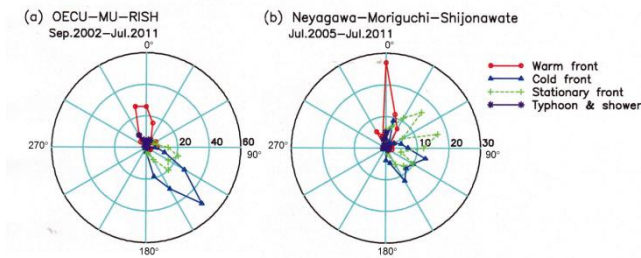 (a) OECU-MU-RISH
Sep.2002-Jul.2011
0°
270°
20 40 60
90°
180°
(b) Neyagawa-Moriguchi-Shijonawate
Jul.2005-Jul.2011
0°
270°
10 20 30
90°
180°
Warm front
Cold front
Stationary front
Typhoon & shower